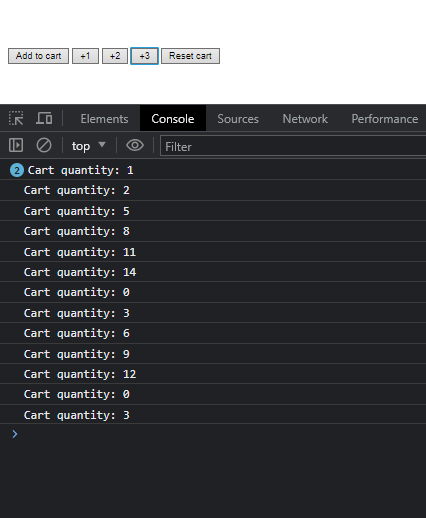 Add to cart +1 +2 +3 Reset cart
Elements Console Sources Network Performance
top Filter
2 Cart quantity: 1
Cart quantity: 2
Cart quantity: 5
Cart quantity: 8
Cart quantity: 11
Cart quantity: 14
Cart quantity: 0
Cart quantity: 3
Cart quantity: 6
Cart quantity: 9
Cart quantity: 12
Cart quantity: 0
Cart quantity: 3